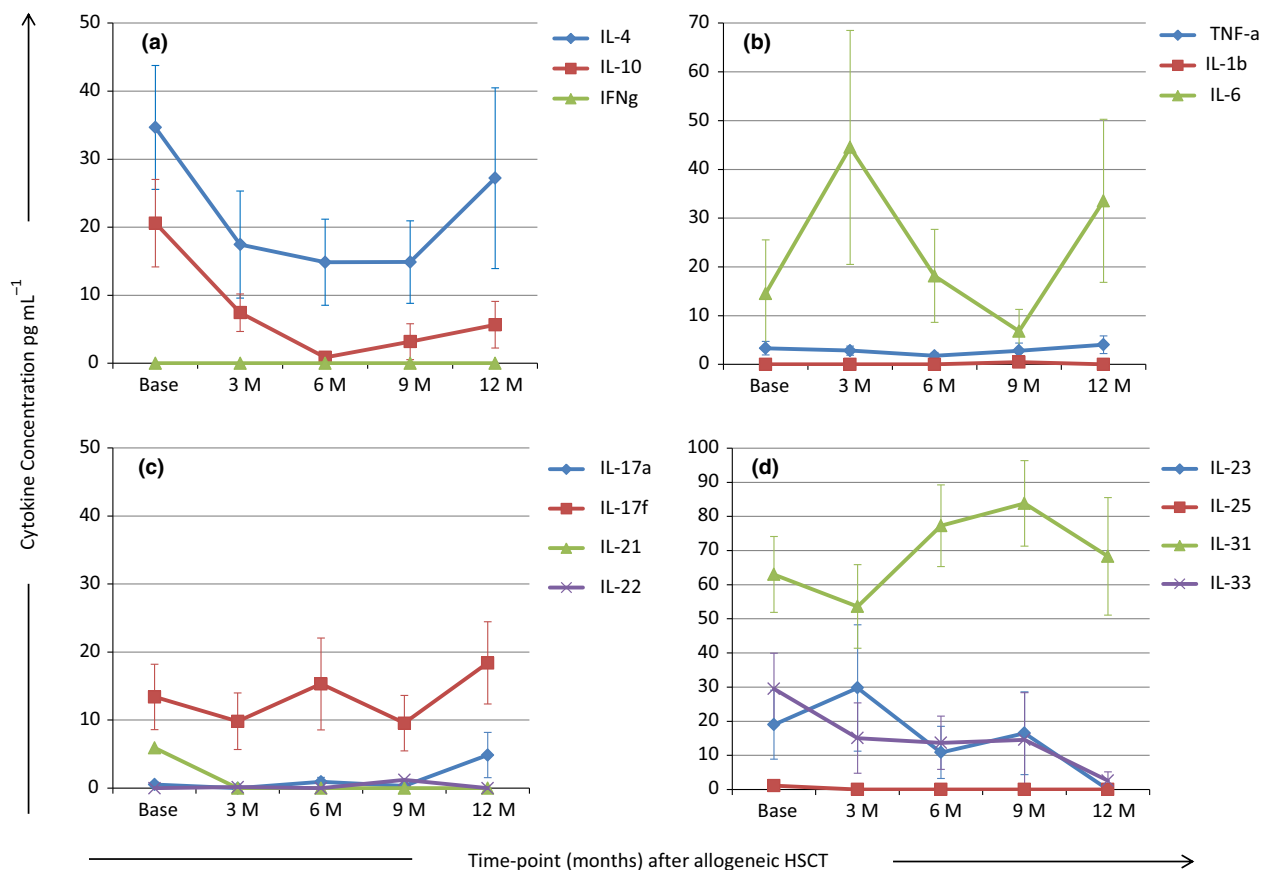 Cytokine Concentration pg mL⁻¹
(a)
50
40
30
20
10
0
Base 3 M 6 M 9 M 12 M
IL-4
IL-10
IFNg
(b)
70
60
50
40
30
20
10
0
Base 3 M 6 M 9 M 12 M
TNF-a
IL-1b
IL-6
(c)
50
40
30
20
10
0
Base 3 M 6 M 9 M 12 M
IL-17a
IL-17f
IL-21
IL-22
(d)
100
90
80
70
60
50
40
30
20
10
0
Base 3 M 6 M 9 M 12 M
IL-23
IL-25
IL-31
IL-33
Time-point (months) after allogeneic HSCT